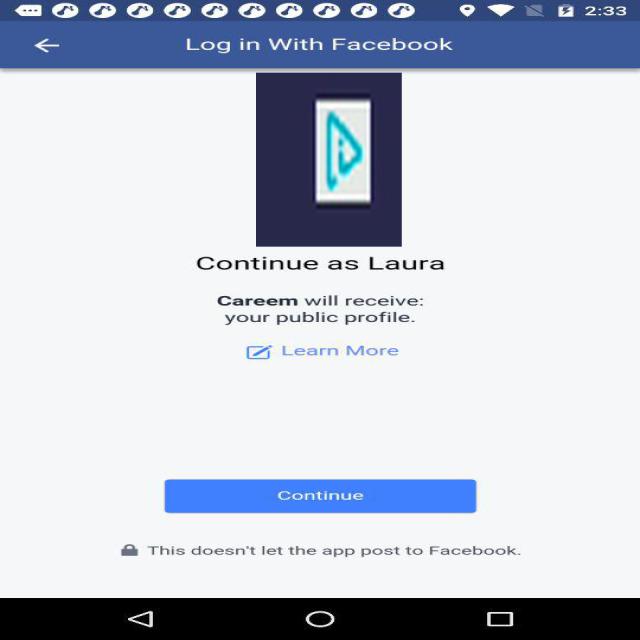 2:33
Log in With Facebook
Continue as Laura
Careem will receive:
your public profile.
Learn More
Continue
This doesn't let the app post to Facebook.